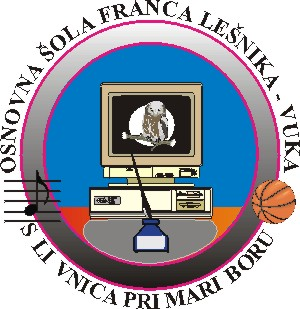 OSNOVNA ŠOLA FRANCA LEŠNIKA - VUKA
S LI VNICA PRI MARI BORU